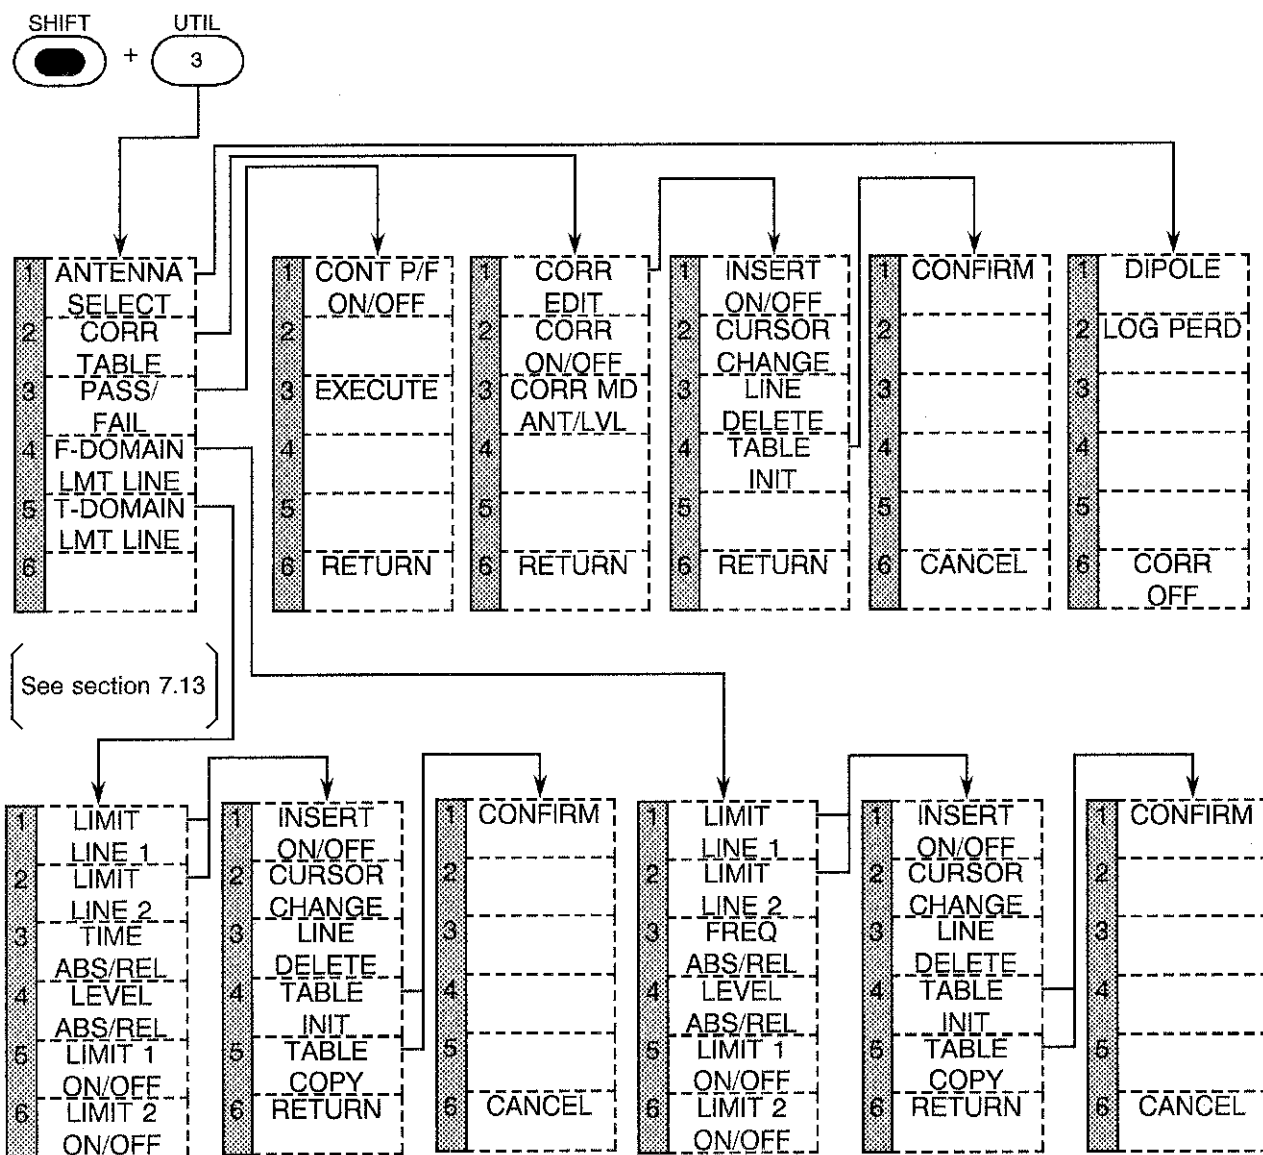 SHIFT
UTIL
+
3
1 ANTENNA
SELECT
2 CORR
TABLE
3 PASS/
FAIL
4 F-DOMAIN
LMT LINE
5 T-DOMAIN
LMT LINE
6
1 CONT P/F
ON/OFF
2
3 EXECUTE
4
5
6 RETURN
1 CORR
EDIT
2 CORR
ON/OFF
3 CORR MD
ANT/LVL
4
5
6 RETURN
1 INSERT
ON/OFF
2 CURSOR
CHANGE
3 LINE
DELETE
4 TABLE
INIT
5
6 RETURN
1 CONFIRM
2
3
4
5
6 CANCEL
1 DIPOLE
2 LOG PERD
3
4
5
6 CORR
OFF
See section 7.13
1 LIMIT
LINE 1
2 LIMIT
LINE 2
3 TIME
ABS/REL
4 LEVEL
ABS/REL
5 LIMIT 1
ON/OFF
6 LIMIT 2
ON/OFF
1 INSERT
ON/OFF
2 CURSOR
CHANGE
3 LINE
DELETE
4 TABLE
INIT
5 TABLE
COPY
6 RETURN
1 CONFIRM
2
3
4
5
6 CANCEL
1 LIMIT
LINE 1
2 LIMIT
LINE 2
3 FREQ
ABS/REL
4 LEVEL
ABS/REL
5 LIMIT 1
ON/OFF
6 LIMIT 2
ON/OFF
1 INSERT
ON/OFF
2 CURSOR
CHANGE
3 LINE
DELETE
4 TABLE
INIT
5 TABLE
COPY
6 RETURN
1 CONFIRM
2
3
4
5
6 CANCEL